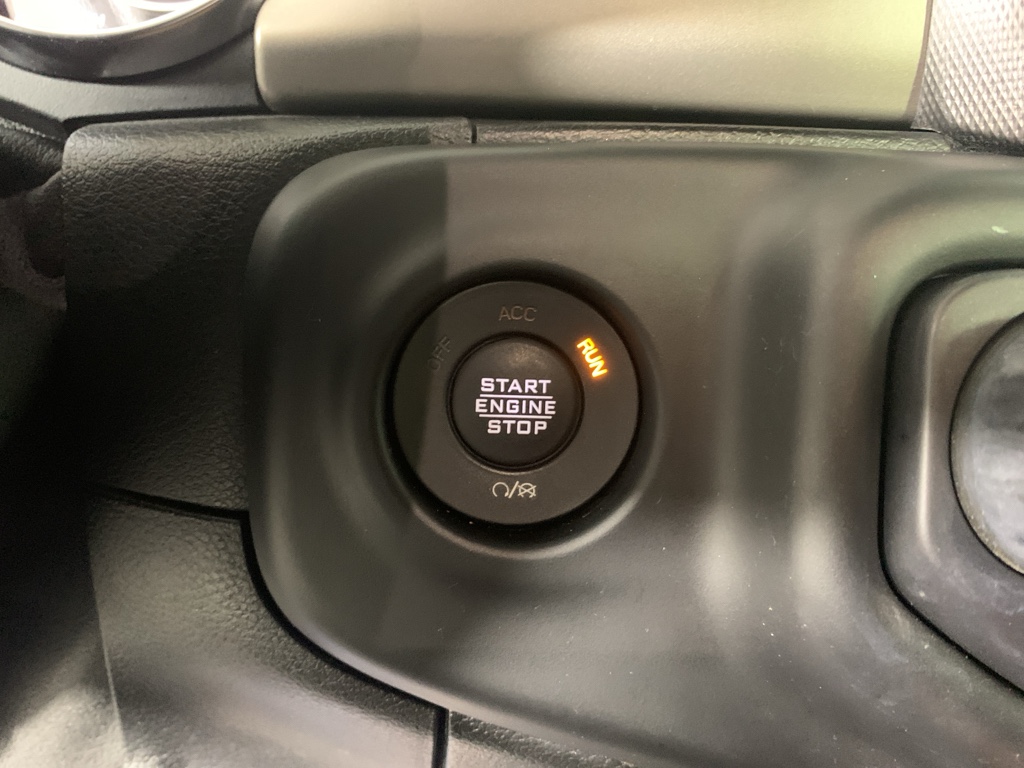 ACC
OFF
RUN
START
ENGINE
STOP